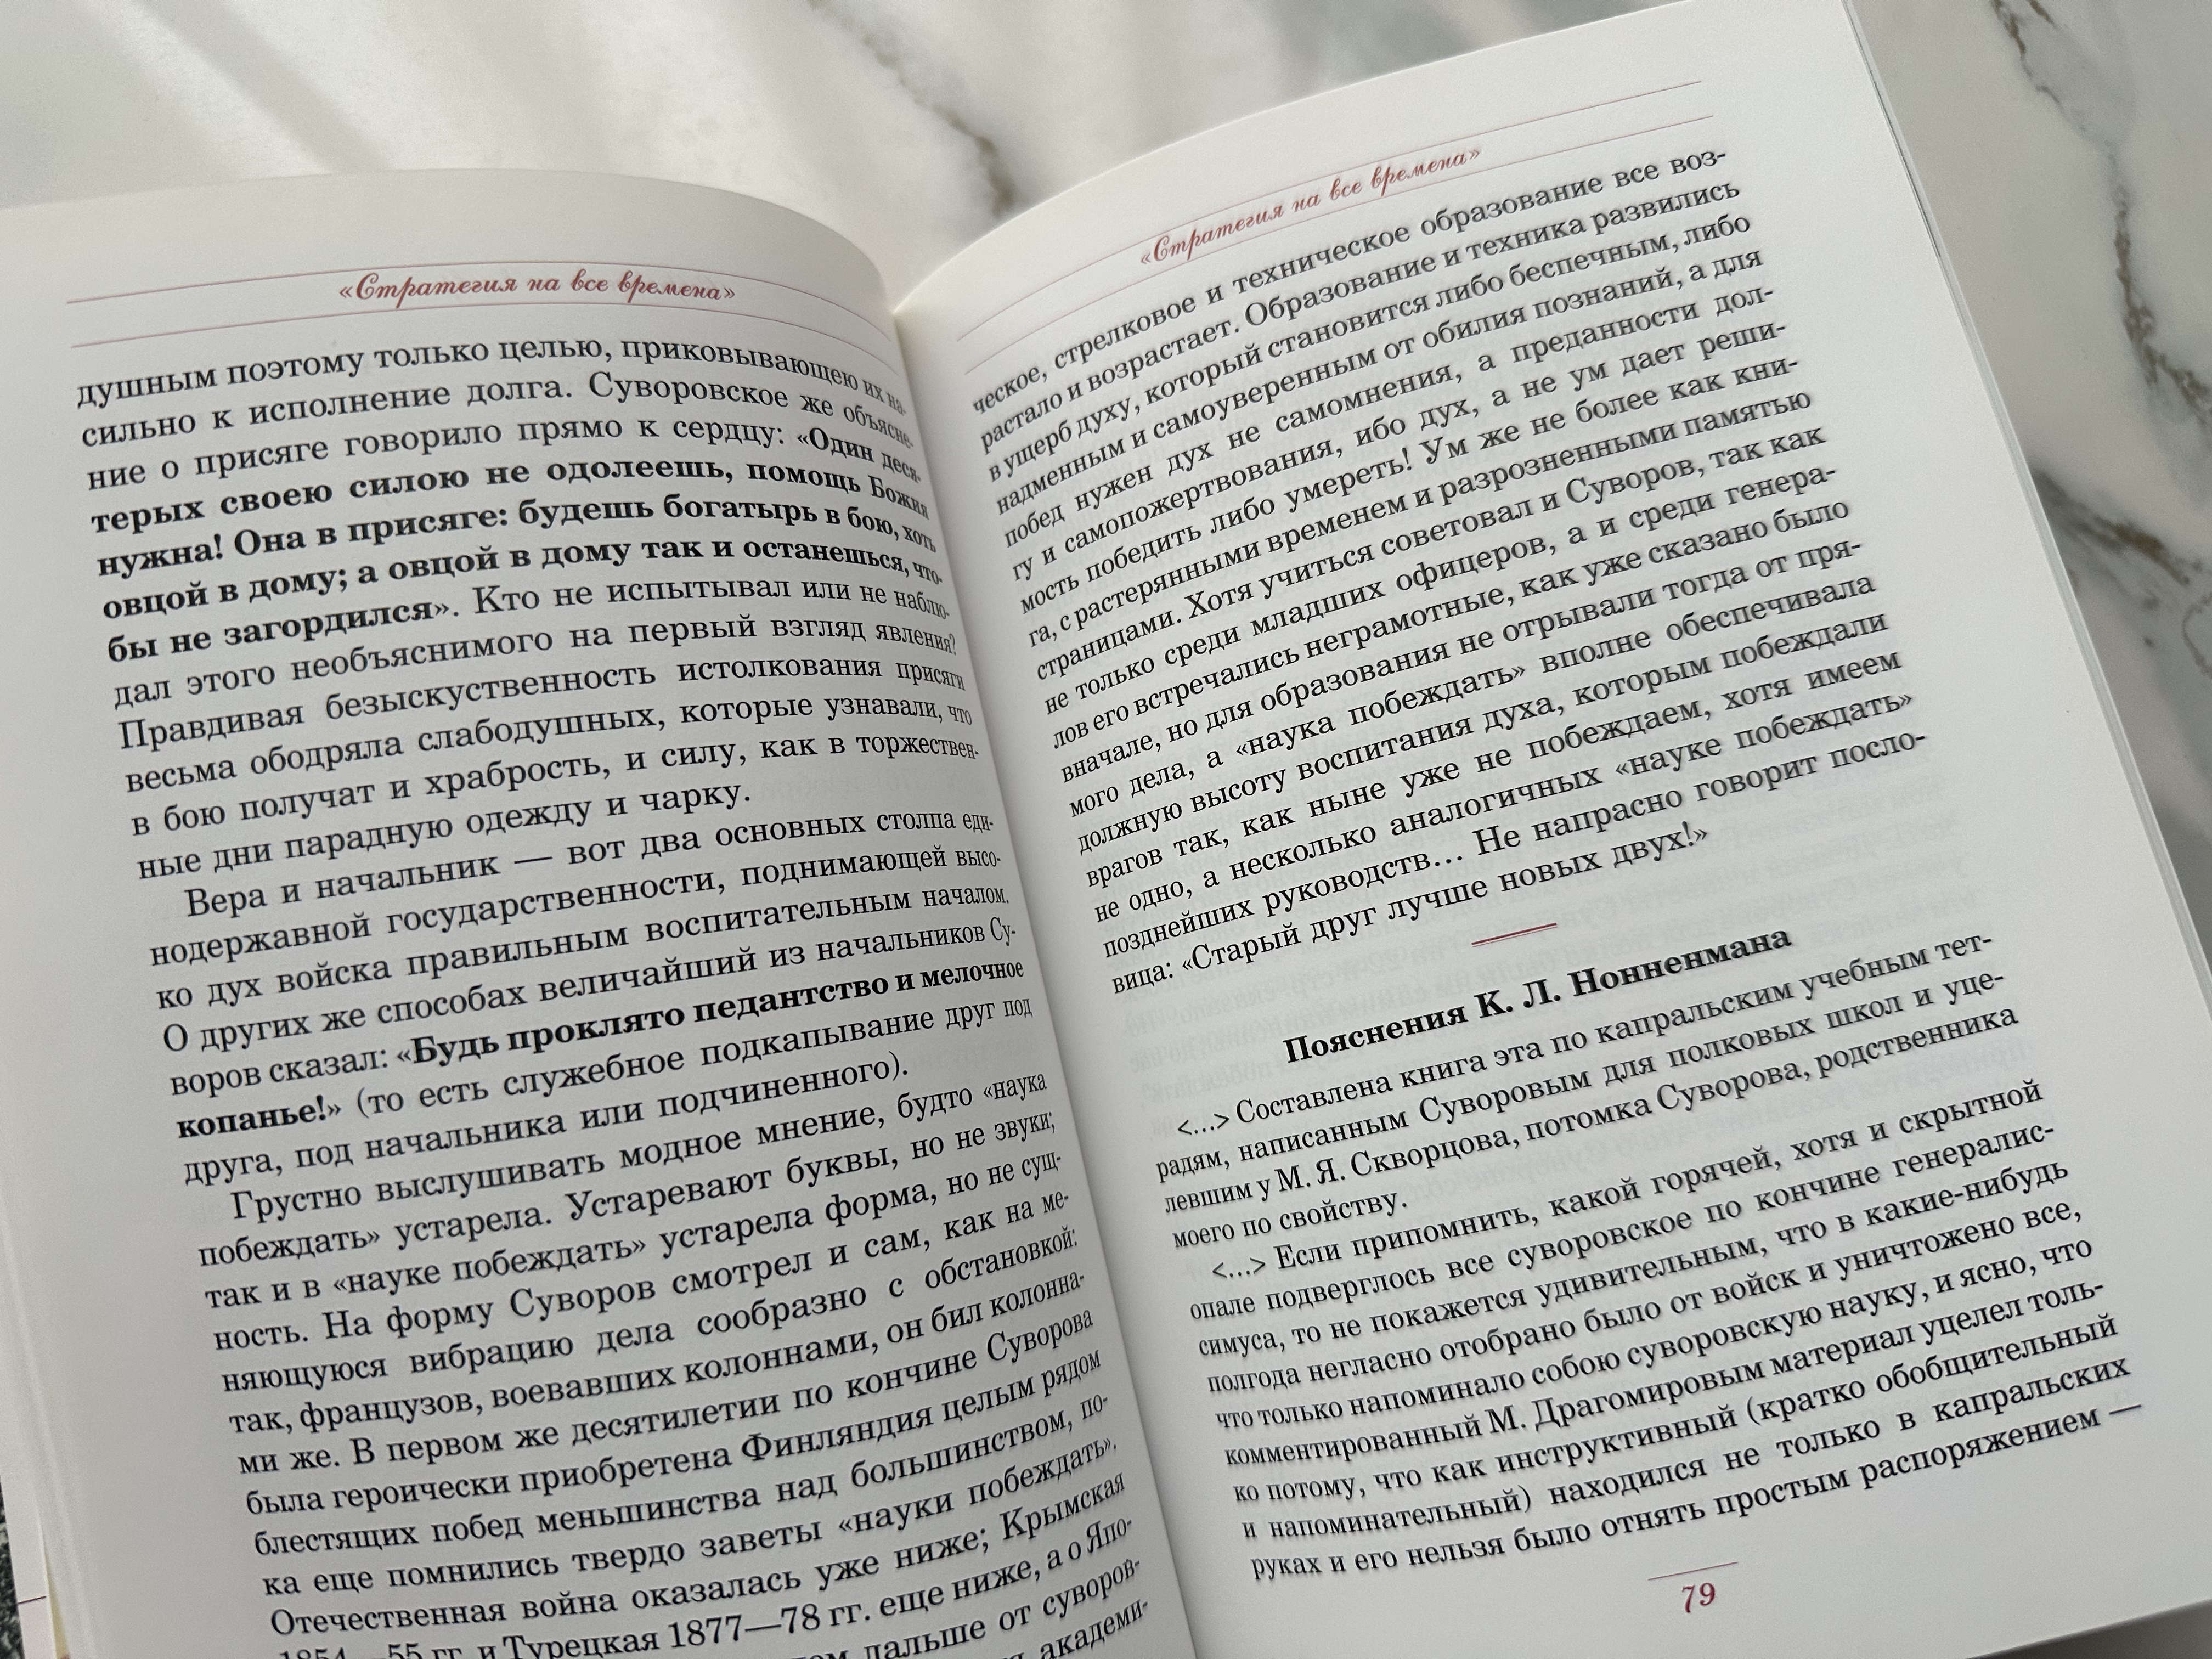 «Стратегия на все времена»
душным поэтому только целью, приковывающею их на-
сильно к исполнение долга. Суворовское же объясне-
ние о присяге говорило прямо к сердцу: «Один деся-
терых своею силою не одолеешь, помощь Божия
нужна! Она в присяге: будешь богатырь в бою, хоть
овцой в дому; а овцой в дому так и останешься, что-
бы не загордился». Кто не испытывал или не наблю-
дал этого необъяснимого на первый взгляд явления?
Правдивая безыскуственность истолкования присяги
весьма ободряла слабодушных, которые узнавали, что
в бою получат и храбрость, и силу, как в торжествен-
ные дни парадную одежду и чарку.
Вера и начальник — вот два основных столпа еди-
нодержавной государственности, поднимающей высо-
ко дух войска правильным воспитательным началом.
О других же способах величайший из начальников Су-
воров сказал: «Будь проклято педантство и мелочное
копанье!» (то есть служебное подкапывание друг под
друга, под начальника или подчиненного).
Грустно выслушивать модное мнение, будто «наука
побеждать» устарела. Устаревают буквы, но не звуки;
так и в «науке побеждать» устарела форма, но не сущ-
ность. На форму Суворов смотрел и сам, как на ме-
няющуюся вибрацию дела сообразно с обстановкой:
так, французов, воевавших колоннами, он бил колонна-
ми же. В первом же десятилетии по кончине Суворова
была героически приобретена Финляндия целым рядом
блестящих побед меньшинства над большинством, по-
ка еще помнились твердо заветы «науки побеждать».
Отечественная война оказалась уже ниже; Крымская
1854—55 гг. и Турецкая 1877—78 гг. еще ниже, а о Япо-
дальше от суворов-
академи-
«Стратегия на все времена»
ческое, стрелковое и техническое образование все воз-
растало и возрастает. Образование и техника развились
в ущерб духу, который становится либо беспечным, либо
надменным и самоуверенным от обилия познаний, а для
побед нужен дух не самомнения, а преданности дол-
гу и самопожертвования, ибо дух, а не ум дает реши-
мость победить либо умереть! Ум же не более как кни-
га, с растерянными временем и разрозненными памятью
страницами. Хотя учиться советовал и Суворов, так как
не только среди младших офицеров, а и среди генера-
лов его встречались неграмотные, как уже сказано было
вначале, но для образования не отрывали тогда от пря-
мого дела, а «наука побеждать» вполне обеспечивала
должную высоту воспитания духа, которым побеждали
врагов так, как ныне уже не побеждаем, хотя имеем
не одно, а несколько аналогичных «науке побеждать»
позднейших руководств... Не напрасно говорит посло-
вица: «Старый друг лучше новых двух!»
Пояснения К. Л. Нонненмана
<...> Составлена книга эта по капральским учебным тет-
радям, написанным Суворовым для полковых школ и уце-
левшим у М. Я. Скворцова, потомка Суворова, родственника
моего по свойству.
<...> Если припомнить, какой горячей, хотя и скрытной
опале подверглось все суворовское по кончине генералис-
симуса, то не покажется удивительным, что в какие-нибудь
полгода негласно отобрано было от войск и уничтожено все,
что только напоминало собою суворовскую науку, и ясно, что
комментированный М. Драгомировым материал уцелел толь-
ко потому, что как инструктивный (кратко обобщительный
и напоминательный) находился не только в капральских
руках и его нельзя было отнять простым распоряжением —
79